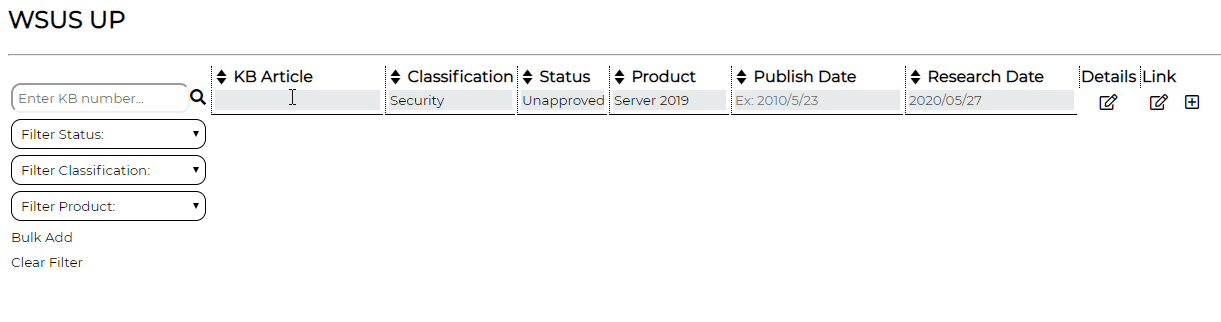 WSUS UP
KB Article Classification Status Product Publish Date Research Date Details Link
Enter KB number... Security Unapproved Server 2019 Ex: 2010/5/23 2020/05/27
Filter Status:
Filter Classification:
Filter Product:
Bulk Add
Clear Filter